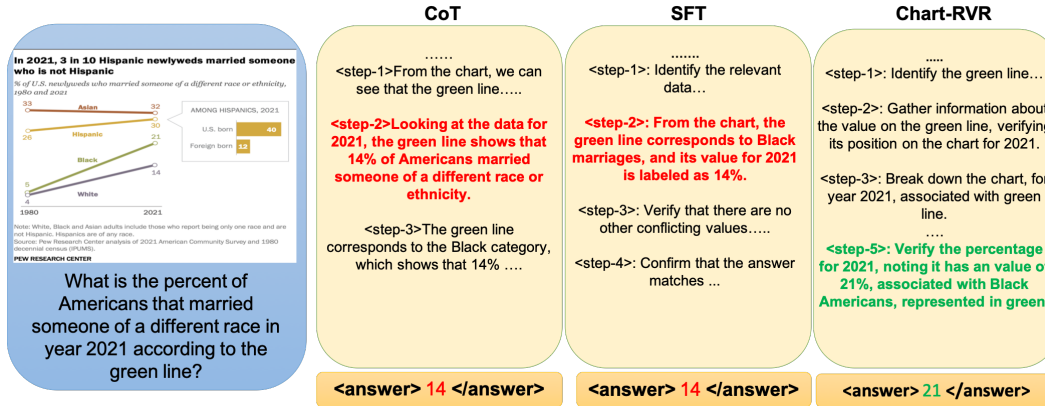 CoT
SFT
Chart-RVR
In 2021, 3 in 10 Hispanic newlyweds married someone
who is not Hispanic
% of U.S. newlyweds who married someone of a different race or ethnicity,
1980 and 2021
33
Asian
32
30
26
Hispanic
21
Black
14
5
4
White
1980
2021
AMONG HISPANICS, 2021
U.S. born
40
Foreign born
12
Note: White, Black and Asian adults include those who report being only one race and are
not Hispanic. Hispanics are of any race.
Source: Pew Research Center analysis of 2021 American Community Survey and 1980
decennial census (IPUMS).
PEW RESEARCH CENTER
What is the percent of
Americans that married
someone of a different race in
year 2021 according to the
green line?
......
<step-1>From the chart, we can
see that the green line…..
<step-2>Looking at the data for
2021, the green line shows that
14% of Americans married
someone of a different race or
ethnicity.
<step-3>The green line
corresponds to the Black category,
which shows that 14% ….
<answer> 14 </answer>
.......
<step-1>: Identify the relevant
data…
<step-2>: From the chart, the
green line corresponds to Black
marriages, and its value for 2021
is labeled as 14%.
<step-3>: Verify that there are no
other conflicting values…..
<step-4>: Confirm that the answer
matches ...
<answer> 14 </answer>
.....
<step-1>: Identify the green line…
<step-2>: Gather information about
the value on the green line, verifying
its position on the chart for 2021.
<step-3>: Break down the chart, for
year 2021, associated with green
line.
....
<step-5>: Verify the percentage
for 2021, noting it has an value of
21%, associated with Black
Americans, represented in green
<answer> 21 </answer>